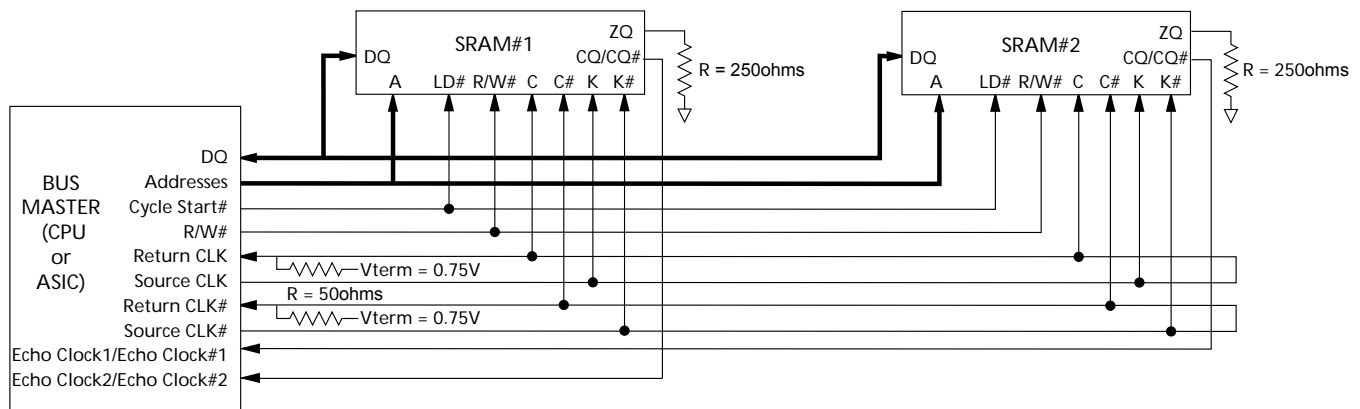 SRAM#1
ZQ
CQ/CQ#
DQ
A LD# R/W# C C# K K#
R = 250ohms
SRAM#2
ZQ
CQ/CQ#
DQ
A LD# R/W# C C# K K#
R = 250ohms
BUS
MASTER
(CPU
or
ASIC)
DQ
Addresses
Cycle Start#
R/W#
Return CLK
Source CLK
Return CLK#
Source CLK#
Echo Clock1/Echo Clock#1
Echo Clock2/Echo Clock#2
Vterm = 0.75V
R = 50ohms
Vterm = 0.75V